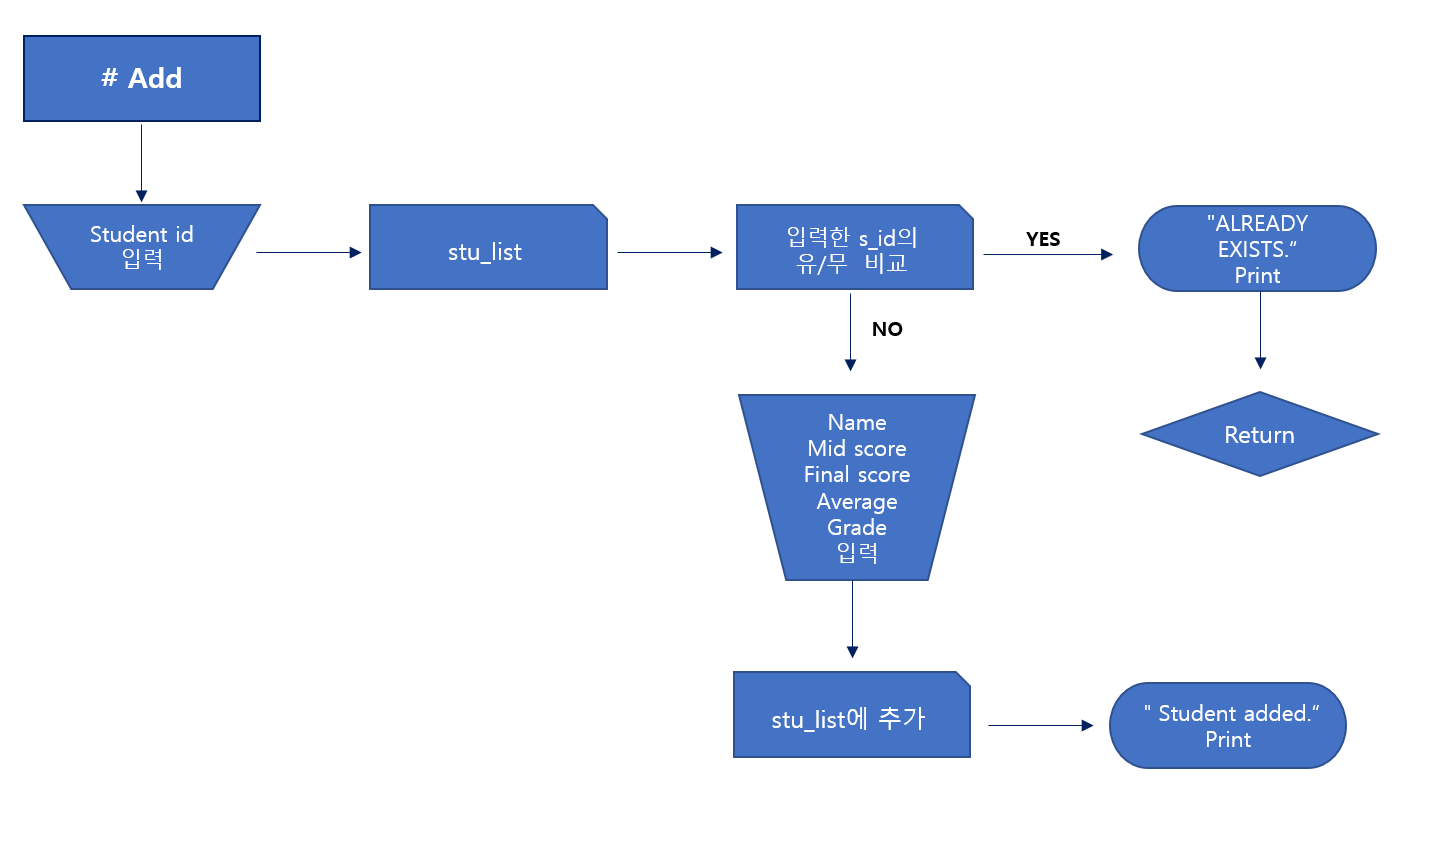 # Add
Student id
입력
stu_list
입력한 s_id의
유/무 비교
YES
"ALREADY
EXISTS.“
Print
NO
Return
Name
Mid score
Final score
Average
Grade
입력
stu_list에 추가
" Student added.“
Print